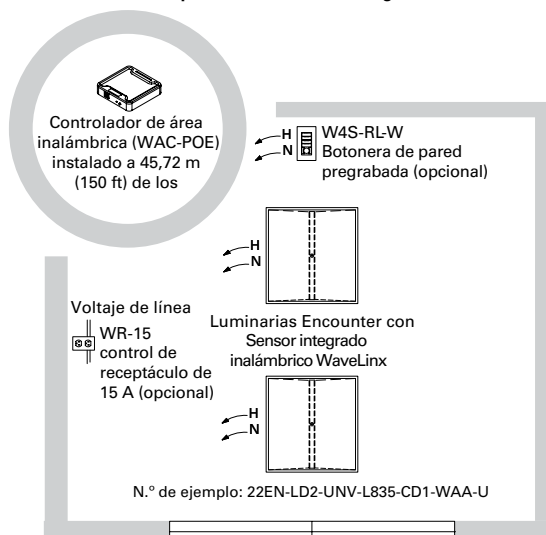 Controlador de área
inalámbrica (WAC-POE)
instalado a 45,72 m
(150 ft) de los
H
N
W4S-RL-W
Botonera de pared
pregrabada (opcional)
H
N
Voltaje de línea
WR-15
control de
receptáculo de
15 A (opcional)
Luminarias Encounter con
Sensor integrado
inalámbrico WaveLinx
H
N
N.º de ejemplo: 22EN-LD2-UNV-L835-CD1-WAA-U